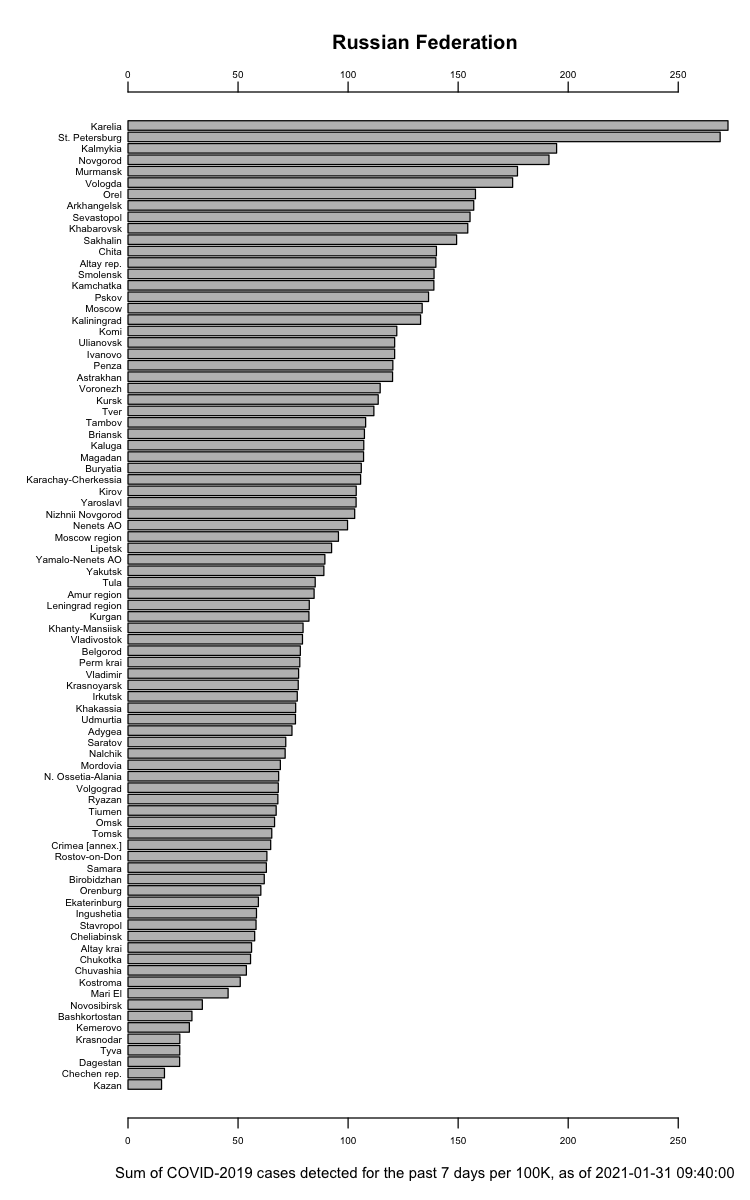 Russian Federation
0 50 100 150 200 250
Karelia
St. Petersburg
Kalmykia
Novgorod
Murmansk
Vologda
Orel
Arkhangelsk
Sevastopol
Khabarovsk
Sakhalin
Chita
Altay rep.
Smolensk
Kamchatka
Pskov
Moscow
Kaliningrad
Komi
Ulianovsk
Ivanovo
Penza
Astrakhan
Voronezh
Kursk
Tver
Tambov
Briansk
Kaluga
Magadan
Buryatia
Karachay-Cherkessia
Kirov
Yaroslavl
Nizhnii Novgorod
Nenets AO
Moscow region
Lipetsk
Yamalo-Nenets AO
Yakutsk
Tula
Amur region
Leningrad region
Kurgan
Khanty-Mansiisk
Vladivostok
Belgorod
Perm krai
Vladimir
Krasnoyarsk
Irkutsk
Khakassia
Udmurtia
Adygea
Saratov
Nalchik
Mordovia
N. Ossetia-Alania
Volgograd
Ryazan
Tiumen
Omsk
Tomsk
Crimea [annex.]
Rostov-on-Don
Samara
Birobidzhan
Orenburg
Ekaterinburg
Ingushetia
Stavropol
Cheliabinsk
Altay krai
Chukotka
Chuvashia
Kostroma
Mari El
Novosibirsk
Bashkortostan
Kemerovo
Krasnodar
Tyva
Dagestan
Chechen rep.
Kazan
0 50 100 150 200 250
Sum of COVID-2019 cases detected for the past 7 days per 100K, as of 2021-01-31 09:40:00